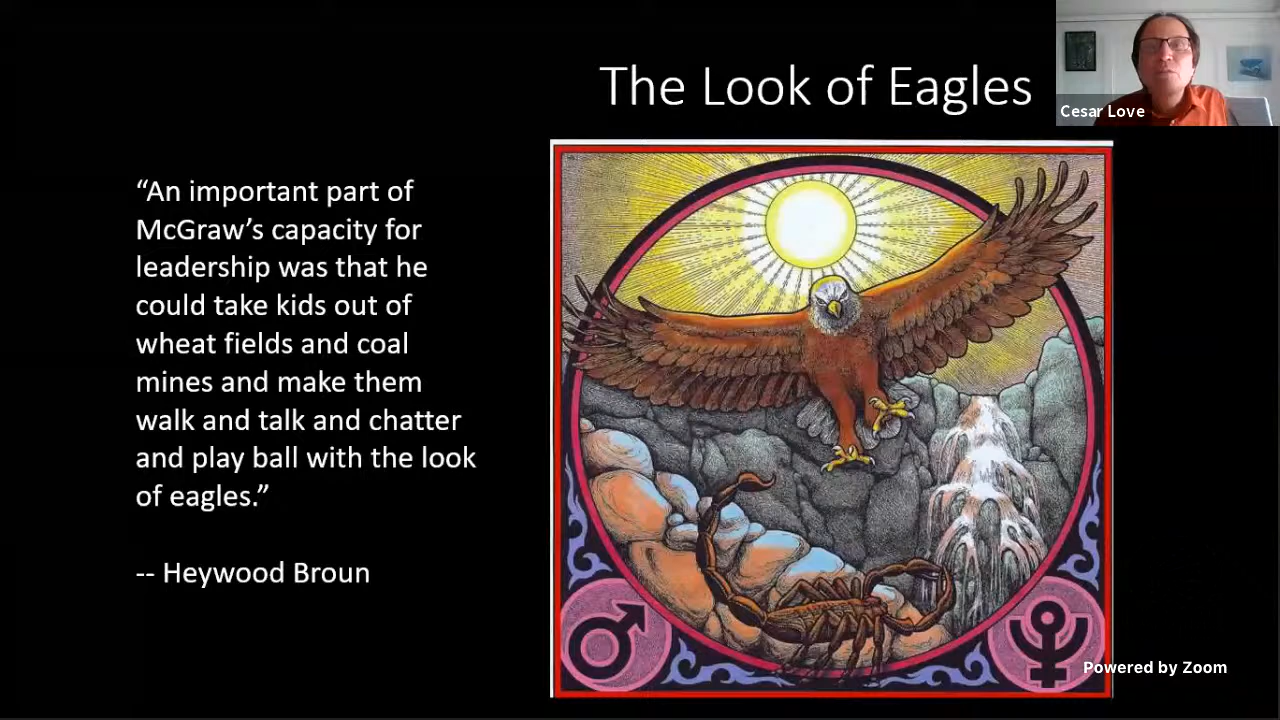 The Look of Eagles
Cesar Love
“An important part of
McGraw’s capacity for
leadership was that he
could take kids out of
wheat fields and coal
mines and make them
walk and talk and chatter
and play ball with the look
of eagles.”
-- Heywood Broun
Powered by Zoom